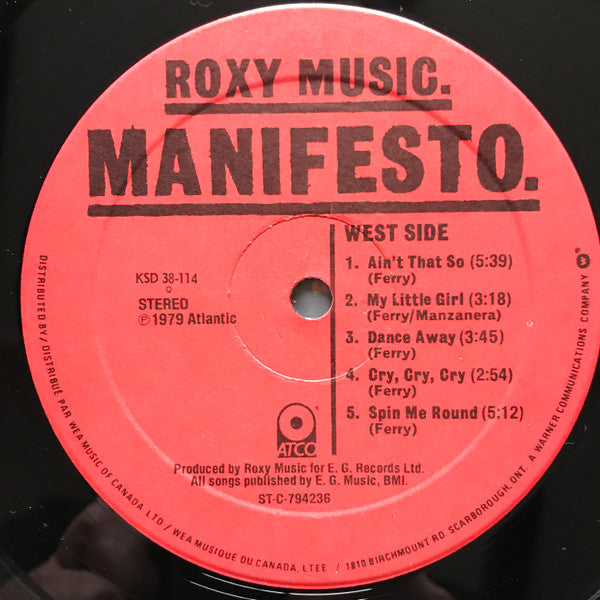 ROXY MUSIC.
MANIFESTO.
WEST SIDE
KSD 38-114
STEREO
℗ 1979 Atlantic
1. Ain't That So (5:39)
(Ferry)
2. My Little Girl (3:18)
(Ferry/Manzanera)
3. Dance Away (3:45)
(Ferry)
4. Cry, Cry, Cry (2:54)
(Ferry)
5. Spin Me Round (5:12)
(Ferry)
ATCO®
Produced by Roxy Music for E. G. Records Ltd.
All songs published by E. G. Music, BMI.
ST-C-794236
DISTRIBUTED BY / DISTRIBUÉ PAR WEA MUSIC OF CANADA, LTD. / WEA MUSIQUE DU CANADA, LTEE / 1810 BIRCHMOUNT RD. SCARBOROUGH, ONT. A WARNER COMMUNICATIONS COMPANY W®